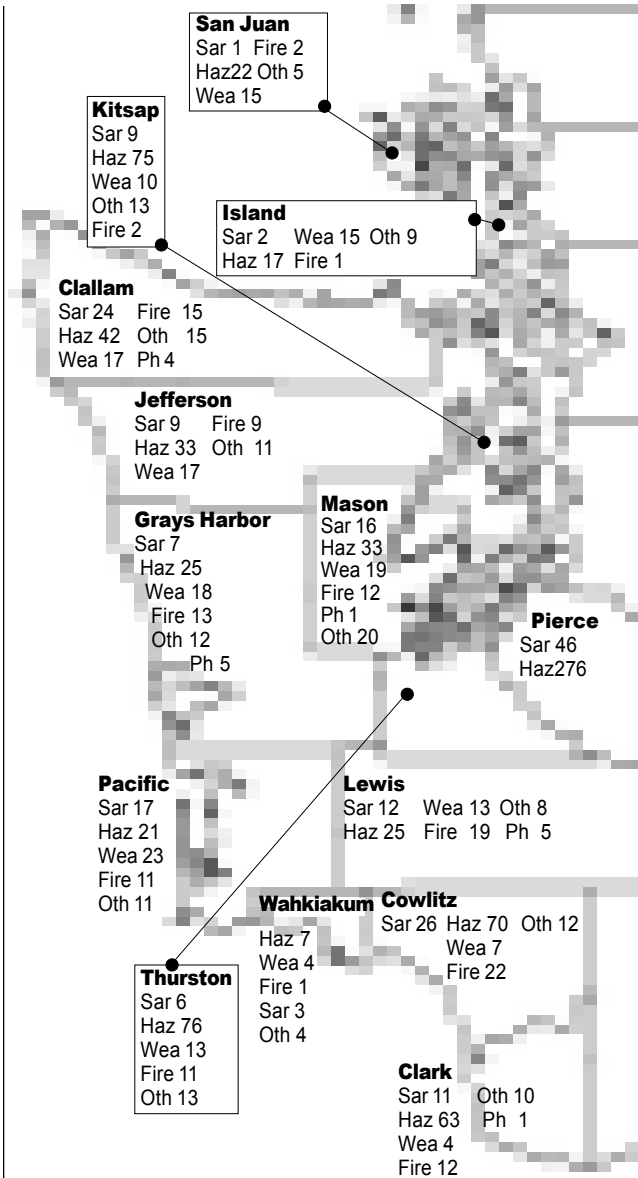 San Juan
Sar 1 Fire 2
Haz22 Oth 5
Wea 15
Kitsap
Sar 9
Haz 75
Wea 10
Oth 13
Fire 2
Island
Sar 2 Wea 15 Oth 9
Haz 17 Fire 1
Clallam
Sar 24 Fire 15
Haz 42 Oth 15
Wea 17 Ph 4
Jefferson
Sar 9 Fire 9
Haz 33 Oth 11
Wea 17
Grays Harbor
Sar 7
Haz 25
Wea 18
Fire 13
Oth 12
Ph 5
Mason
Sar 16
Haz 33
Wea 19
Fire 12
Ph 1
Oth 20
Pierce
Sar 46
Haz276
Pacific
Sar 17
Haz 21
Wea 23
Fire 11
Oth 11
Lewis
Sar 12 Wea 13 Oth 8
Haz 25 Fire 19 Ph 5
Wahkiakum
Haz 7
Wea 4
Fire 1
Sar 3
Oth 4
Cowlitz
Sar 26 Haz 70 Oth 12
Wea 7
Fire 22
Thurston
Sar 6
Haz 76
Wea 13
Fire 11
Oth 13
Clark
Sar 11 Oth 10
Haz 63 Ph 1
Wea 4
Fire 12